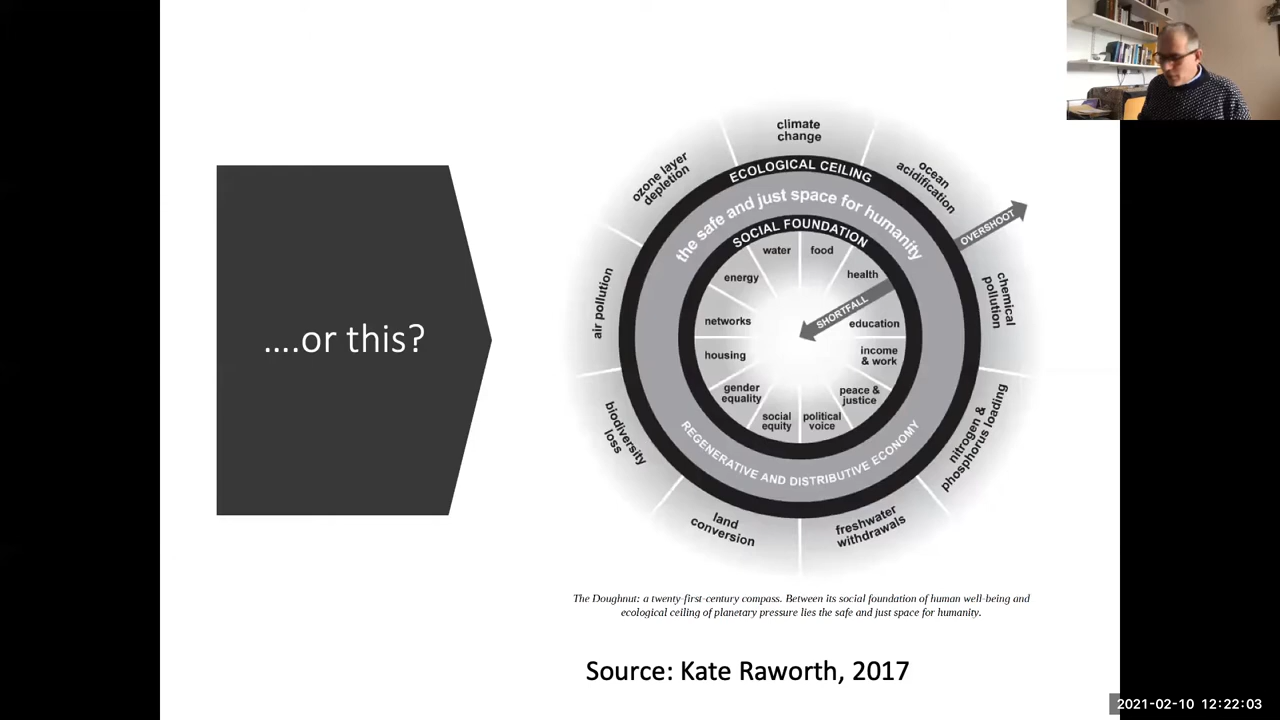 ….or this?
climate
change
ozone layer
depletion
ocean
acidification
air pollution
chemical
pollution
biodiversity
loss
nitrogen &
phosphorus loading
land
conversion
freshwater
withdrawals
ECOLOGICAL CEILING
the safe and just space for humanity
SOCIAL FOUNDATION
OVERSHOOT
water
food
energy
health
SHORTFALL
networks
education
housing
income
& work
gender
equality
peace &
justice
social
equity
political
voice
REGENERATIVE AND DISTRIBUTIVE ECONOMY
The Doughnut: a twenty-first-century compass. Between its social foundation of human well-being and
ecological ceiling of planetary pressure lies the safe and just space for humanity.
Source: Kate Raworth, 2017
2021-02-10 12:22:03